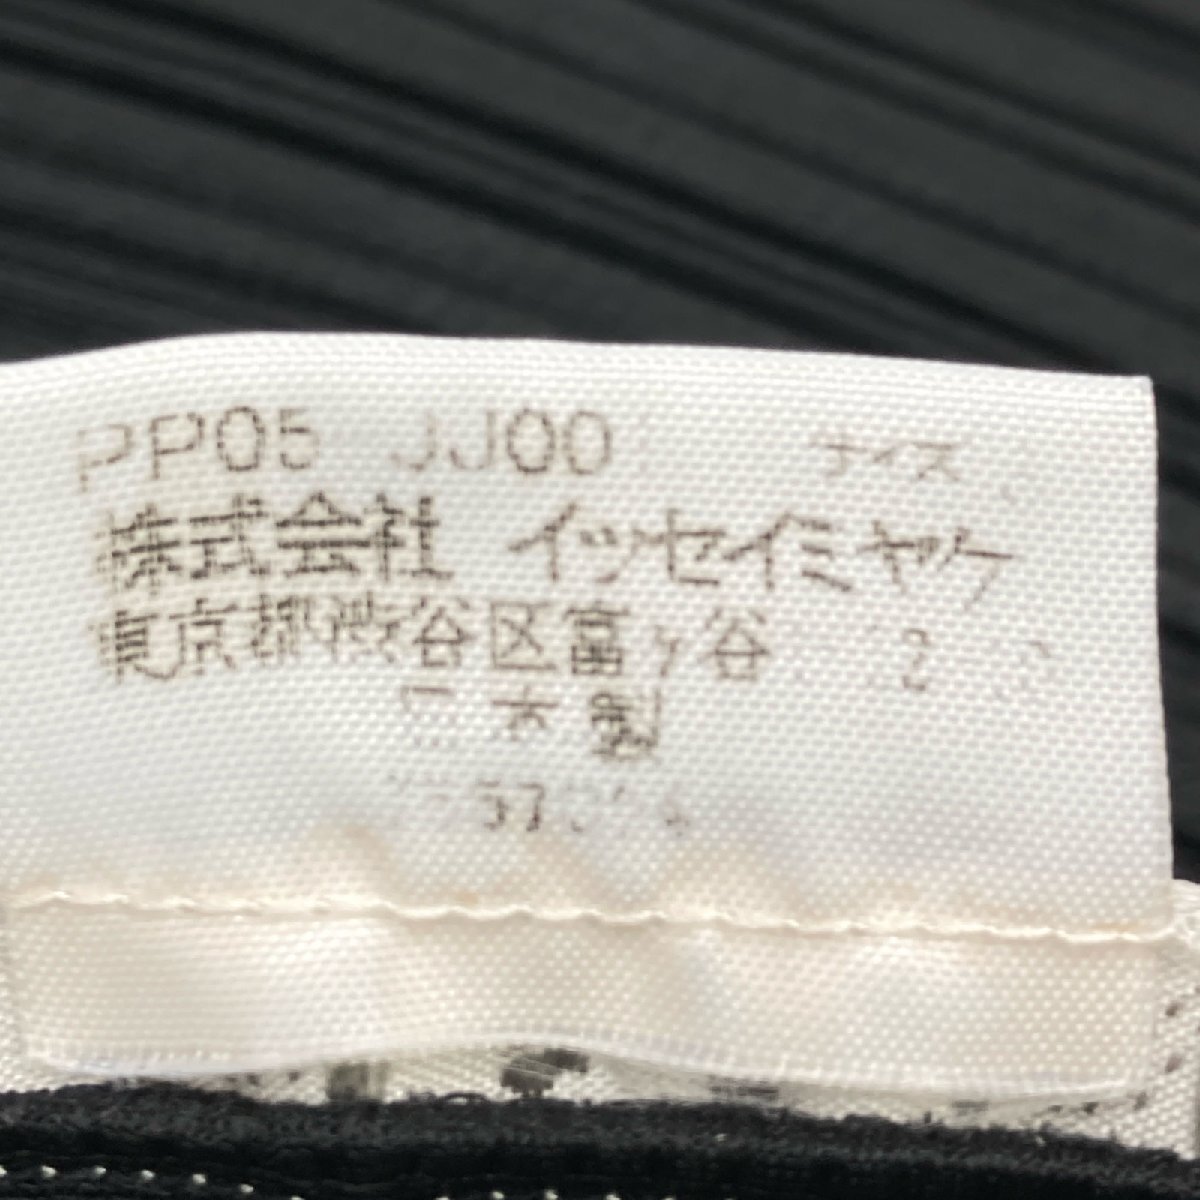 PP05 JJ00 サイズ
株式会社 イッセイミヤケ
東京都渋谷区富ヶ谷
日本製